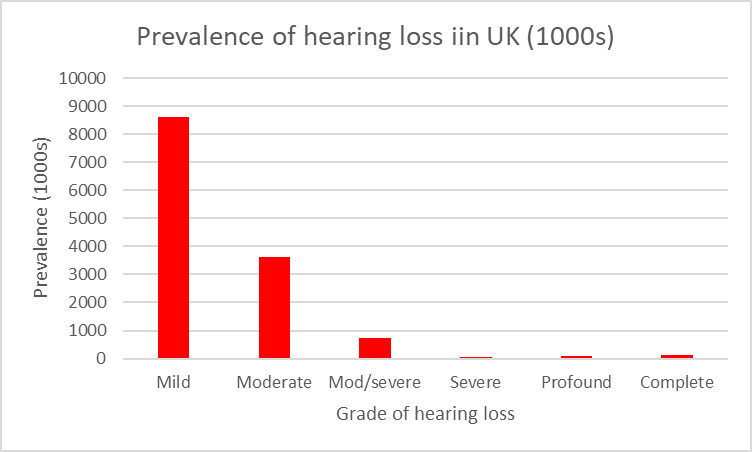 Prevalence of hearing loss iin UK (1000s)
Prevalence (1000s)
10000
9000
8000
7000
6000
5000
4000
3000
2000
1000
0
Mild Moderate Mod/severe Severe Profound Complete
Grade of hearing loss